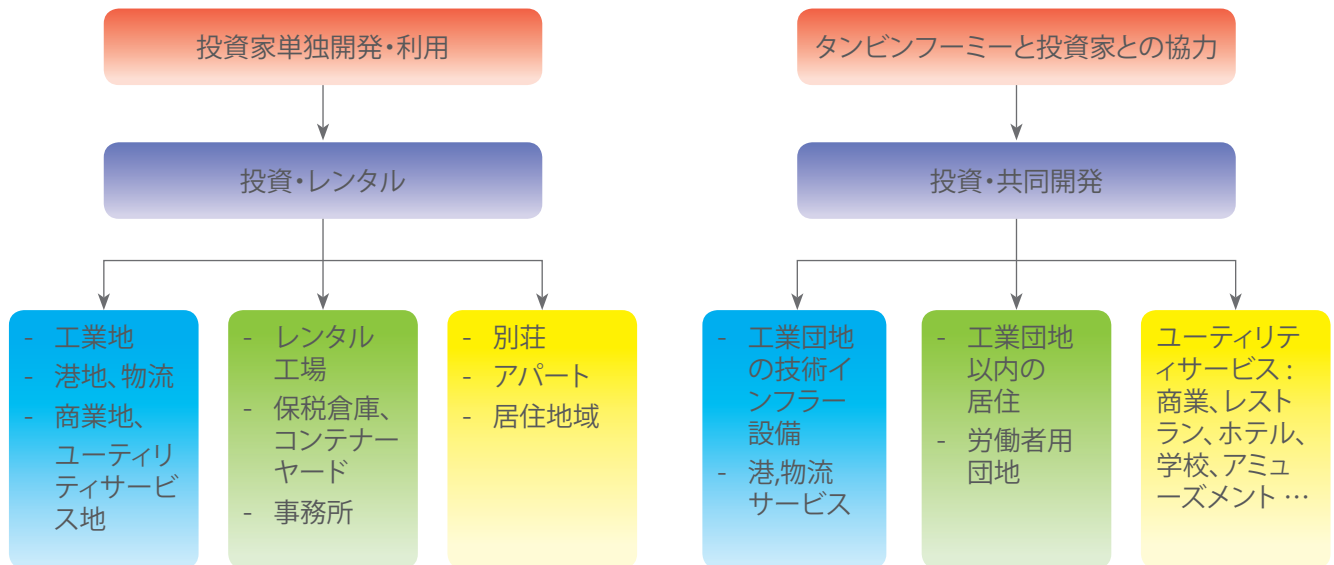 投資家単独開発・利用
投資・レンタル
- 工業地
- 港地、物流
- 商業地、
ユーティリ
ティサービ
ス地
- レンタル
工場
- 保税倉庫、
コンテナー
ヤード
- 事務所
- 別荘
- アパート
- 居住地域
タンビンフーミーと投資家との協力
投資・共同開発
- 工業団地
の技術イ
ンフラー
設備
- 港,物流
サービス
- 工業団地
以内の
居住
- 労働者用
団地
ユーティリテ
ィサービス :
商業、レスト
ラン、ホテル、
学校、アミュ
ーズメント …